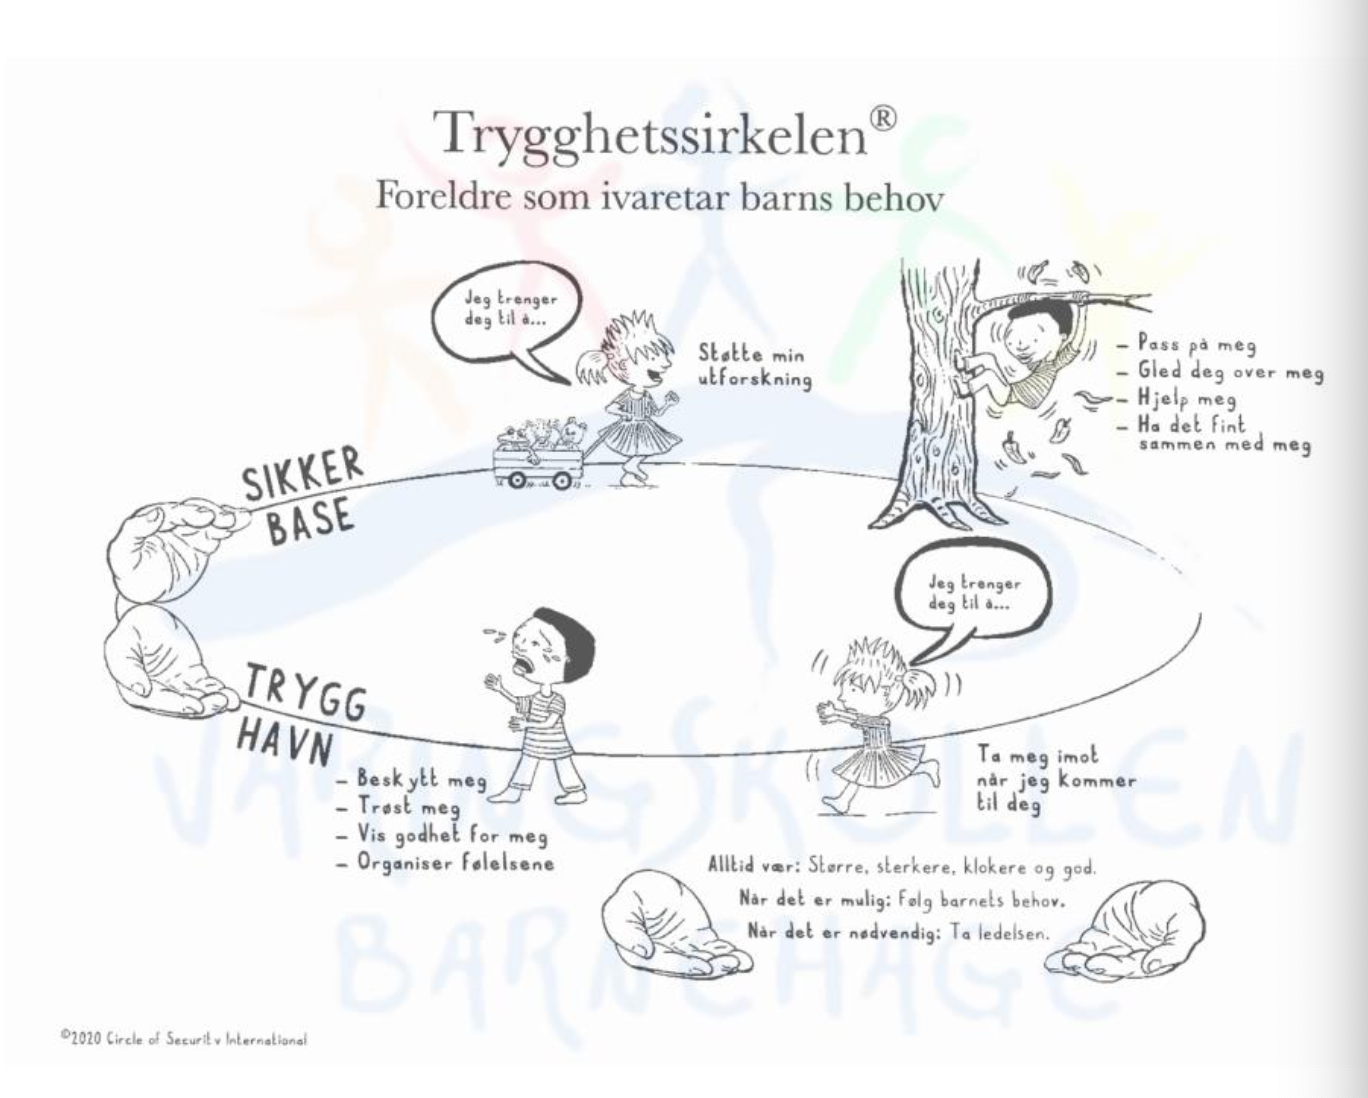 Trygghetssirkelen®
Foreldre som ivaretar barns behov
Jeg trenger
deg til å...
Støtte min
utforskning
– Pass på meg
– Gled deg over meg
– Hjelp meg
– Ha det fint
sammen med meg
SIKKER
BASE
Jeg trenger
deg til å...
TRYGG
HAVN
– Beskytt meg
– Trøst meg
– Vis godhet for meg
– Organiser følelsene
Ta meg imot
når jeg kommer
til deg
Alltid vær: Større, sterkere, klokere og god.
Når det er mulig: Følg barnets behov.
Når det er nødvendig: Ta ledelsen.
BARNEHAGE
©2020 Circle of Security International